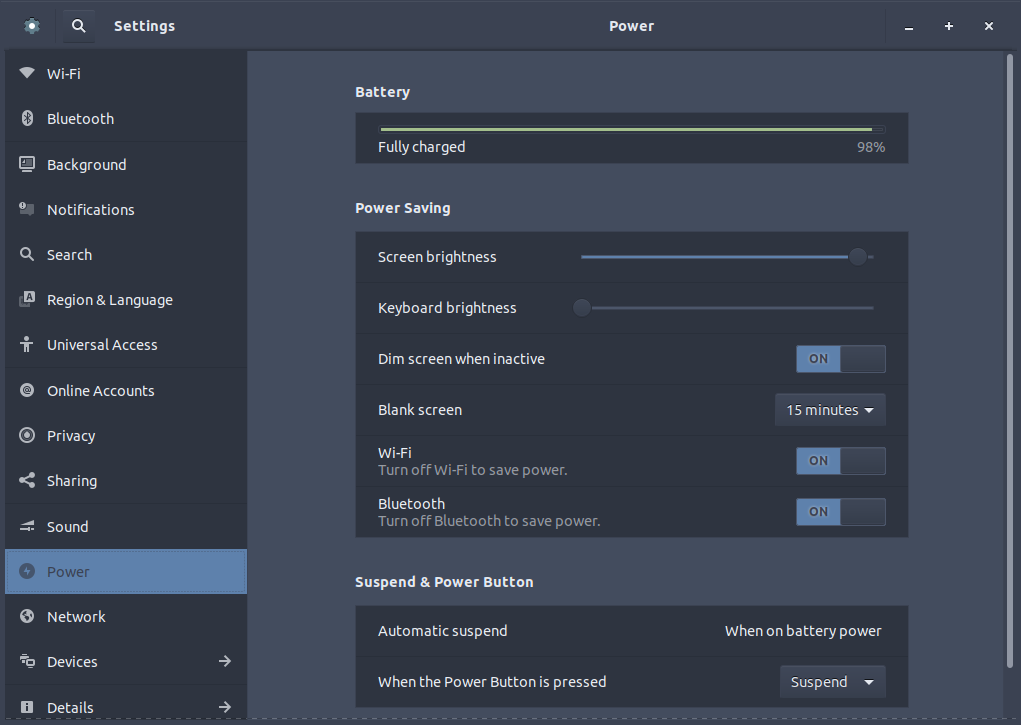 Settings
Power
Wi-Fi
Bluetooth
Background
Notifications
Search
Region & Language
Universal Access
Online Accounts
Privacy
Sharing
Sound
Power
Network
Devices
Details
Battery
Fully charged 98%
Power Saving
Screen brightness
Keyboard brightness
Dim screen when inactive ON
Blank screen 15 minutes
Wi-Fi
Turn off Wi-Fi to save power.
ON
Bluetooth
Turn off Bluetooth to save power.
ON
Suspend & Power Button
Automatic suspend When on battery power
When the Power Button is pressed Suspend